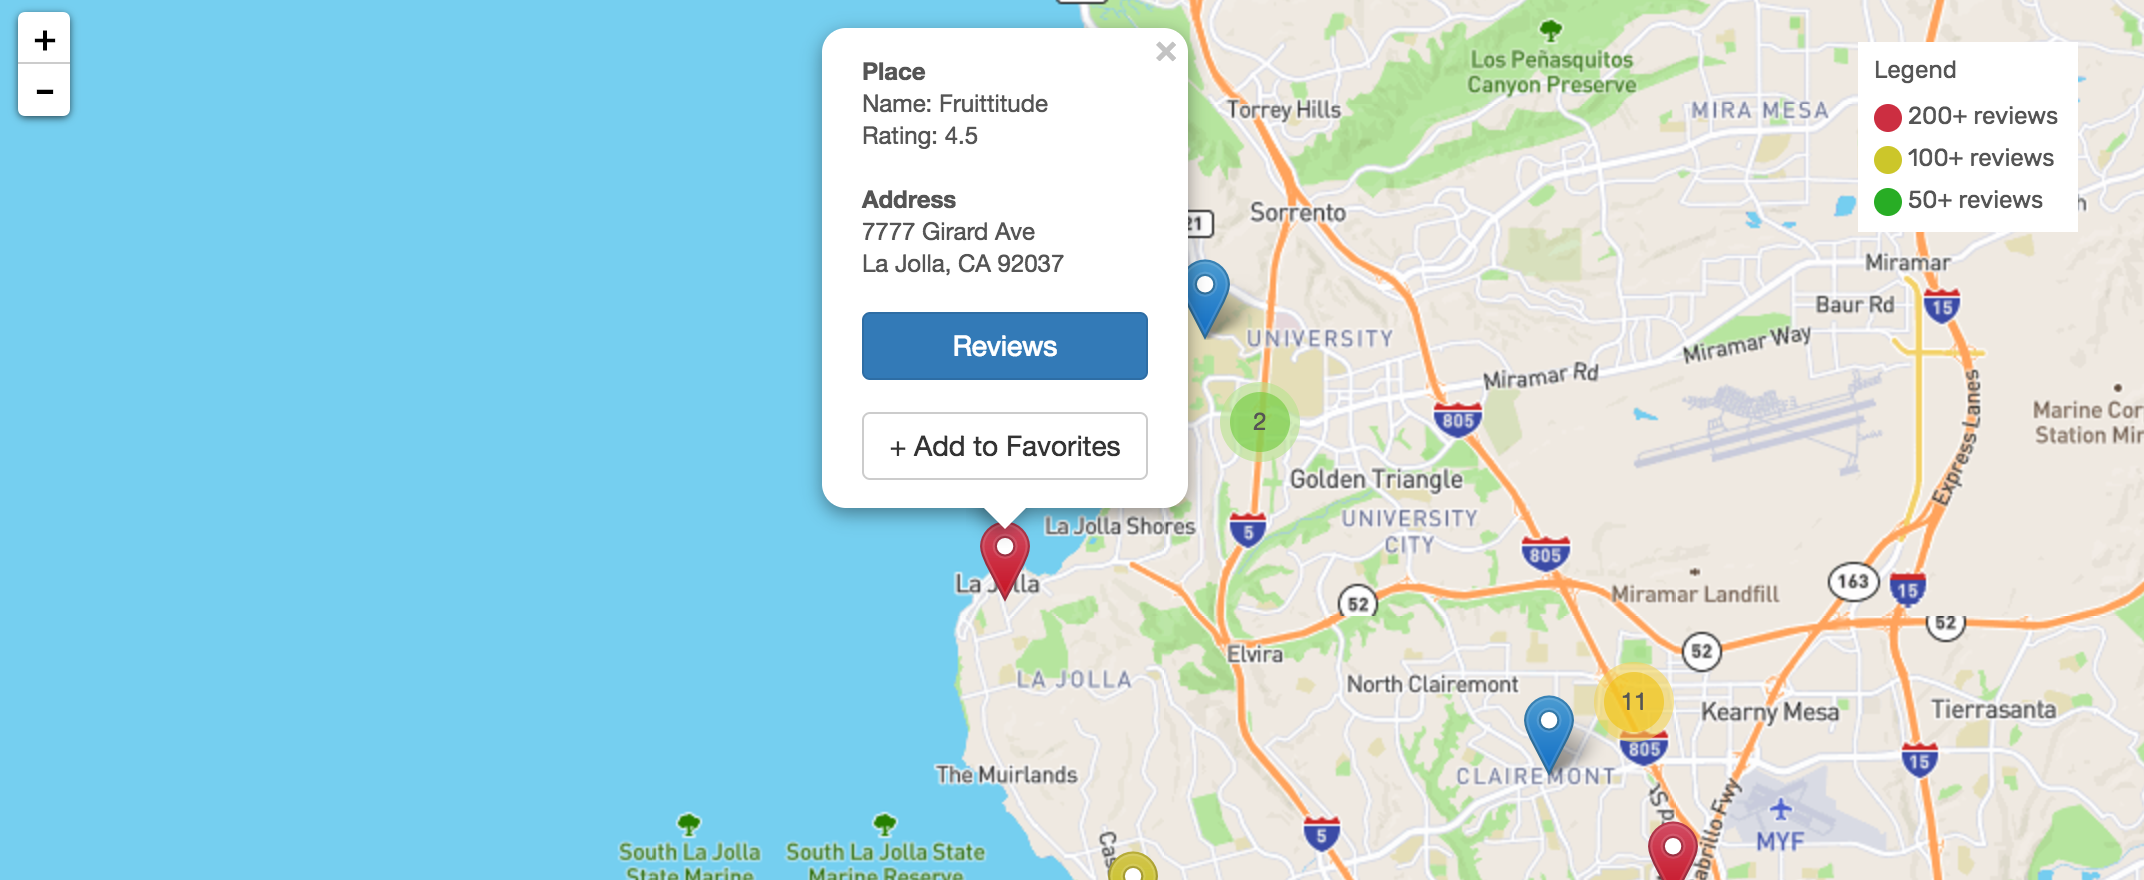 +
−
Place
Name: Fruittitude
Rating: 4.5
Address
7777 Girard Ave
La Jolla, CA 92037
Reviews
+ Add to Favorites
×
Legend
200+ reviews
100+ reviews
50+ reviews
Los Peñasquitos
Canyon Preserve
MIRA MESA
Torrey Hills
Sorrento
21
Miramar
Baur Rd
15
UNIVERSITY
Miramar Way
Miramar Rd
2
805
Express Lanes
Marine Cor
Station Mir
Golden Triangle
UNIVERSITY
CITY
La Jolla Shores
5
805
La Jolla
52
Miramar Landfill
163
15
52
52
Elvira
LA JOLLA
North Clairemont
11
Kearny Mesa
Tierrasanta
805
15
The Muirlands
CLAIREMONT
South La Jolla
State Marine
South La Jolla State
Marine Reserve
5
MYF